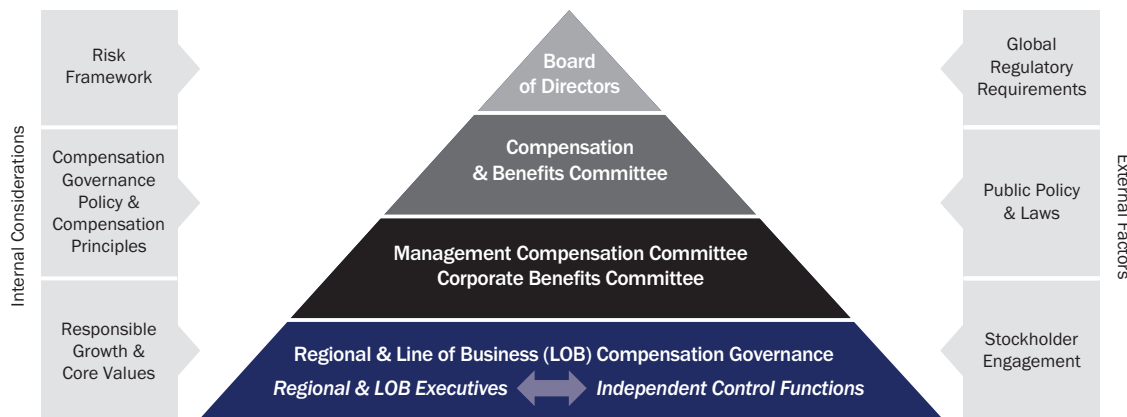 Internal Considerations
Risk
Framework
Compensation
Governance
Policy &
Compensation
Principles
Responsible
Growth &
Core Values
Board
of Directors
Compensation
& Benefits Committee
Management Compensation Committee
Corporate Benefits Committee
Regional & Line of Business (LOB) Compensation Governance
Regional & LOB Executives
Independent Control Functions
Global
Regulatory
Requirements
Public Policy
& Laws
Stockholder
Engagement
External Factors